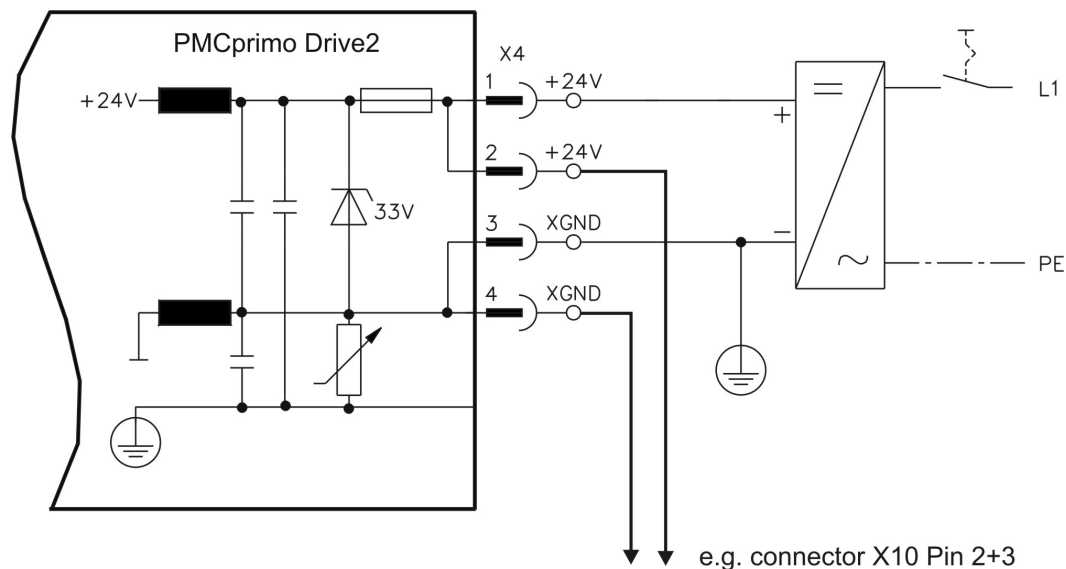 PMCprimo Drive2
X4
+24V
1
+24V
+
L1
2
+24V
33V
3
XGND
−
PE
4
XGND
e.g. connector X10 Pin 2+3